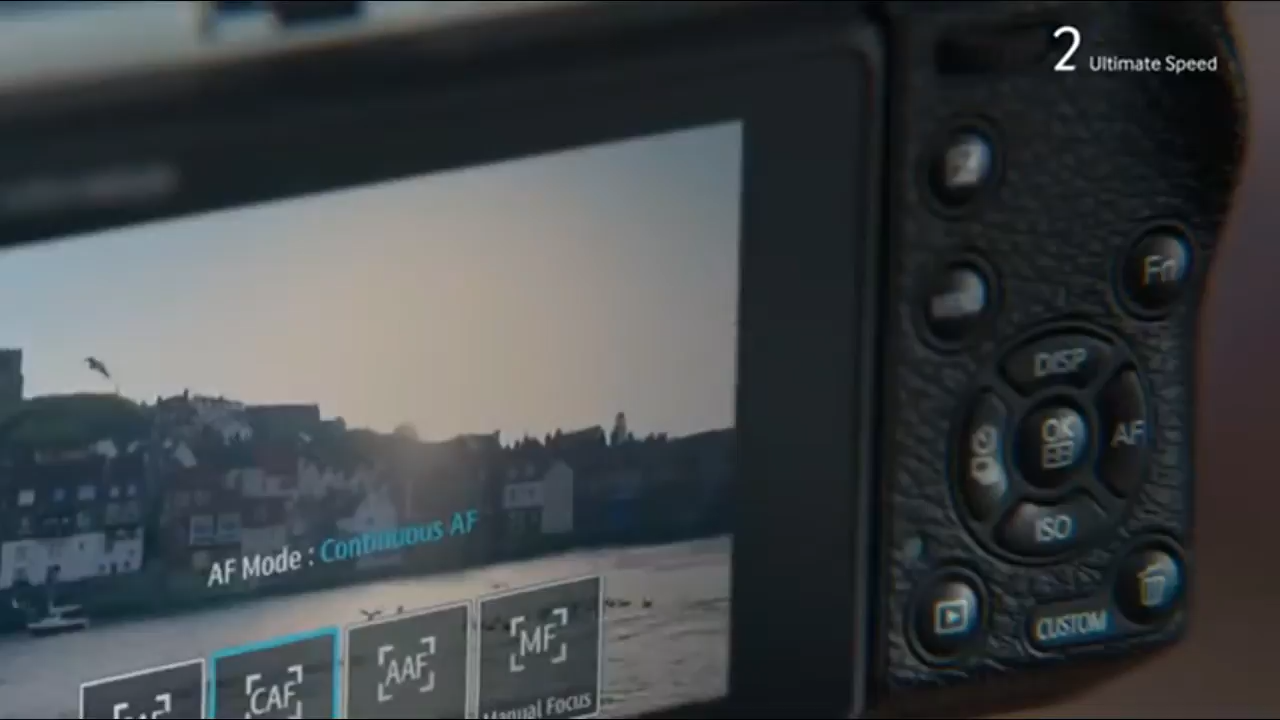 2 Ultimate Speed
Fn
DISP
OK
AF
ISO
CUSTOM
AF Mode : Continuous AF
CAF
AAF
MF
Manual Focus